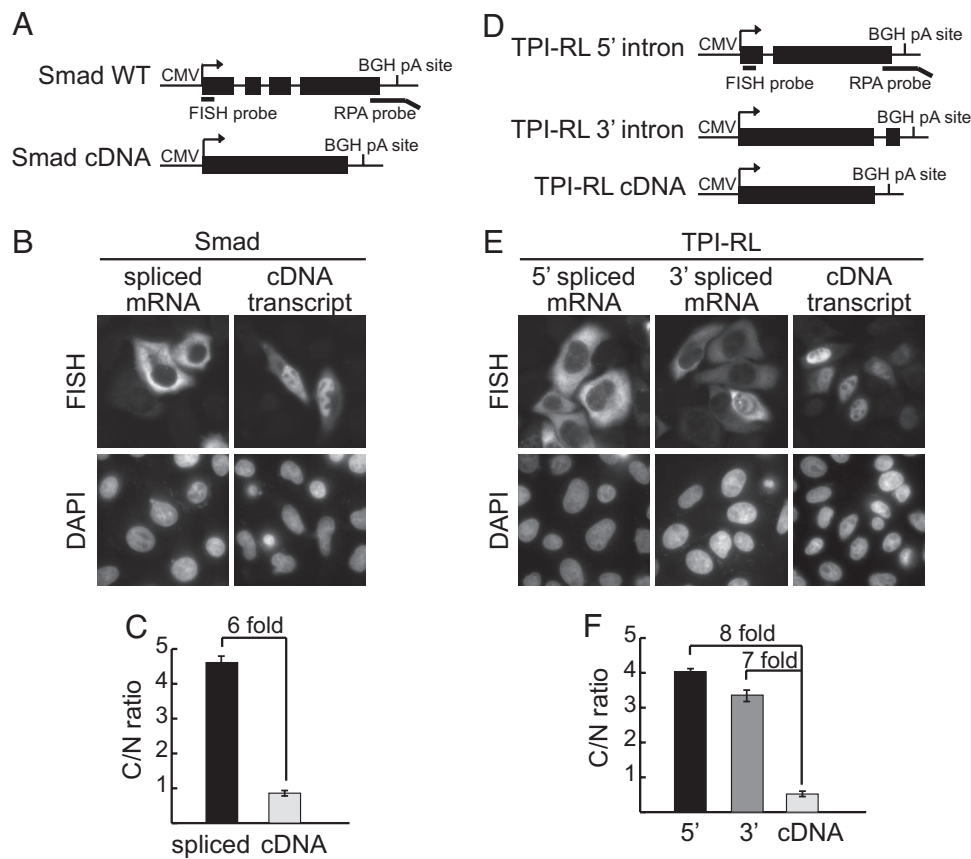 A
Smad WT
CMV
BGH pA site
FISH probe
RPA probe
Smad cDNA
CMV
BGH pA site
B
Smad
spliced
mRNA
cDNA
transcript
FISH
DAPI
C
6 fold
C/N ratio
5
4
3
2
1
spliced cDNA
D
TPI-RL 5’ intron
CMV
BGH pA site
FISH probe
RPA probe
TPI-RL 3’ intron
CMV
BGH pA site
TPI-RL cDNA
CMV
BGH pA site
E
TPI-RL
5’ spliced
mRNA
3’ spliced
mRNA
cDNA
transcript
FISH
DAPI
F
8 fold
7 fold
C/N ratio
5
4
3
2
1
5’ 3’ cDNA